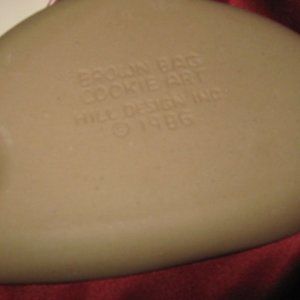 BROWN BAG
COOKIE ART
HILL DESIGN INC.
© 1986